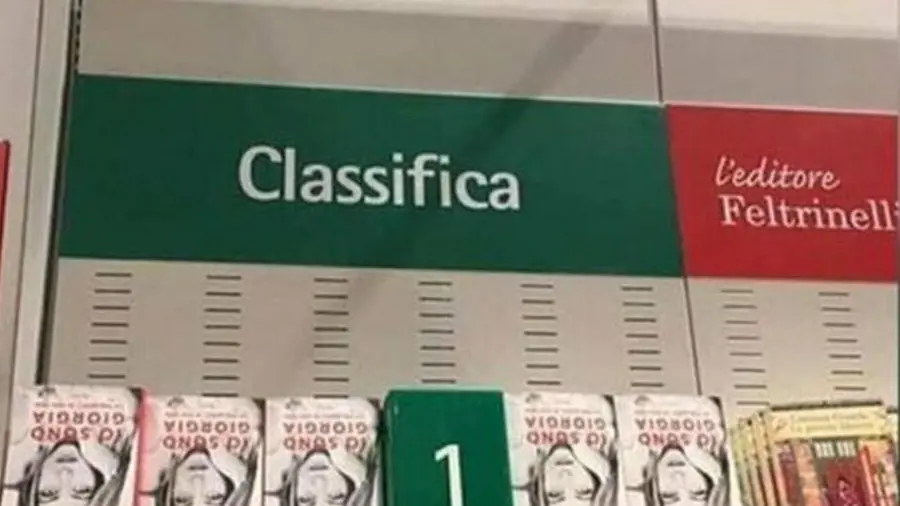 Classifica
l'editore
Feltrinelli
IO SONO
GIORGIA
IO SONO
GIORGIA
IO SONO
GIORGIA
1
IO SONO
GIORGIA
IO SONO
GIORGIA